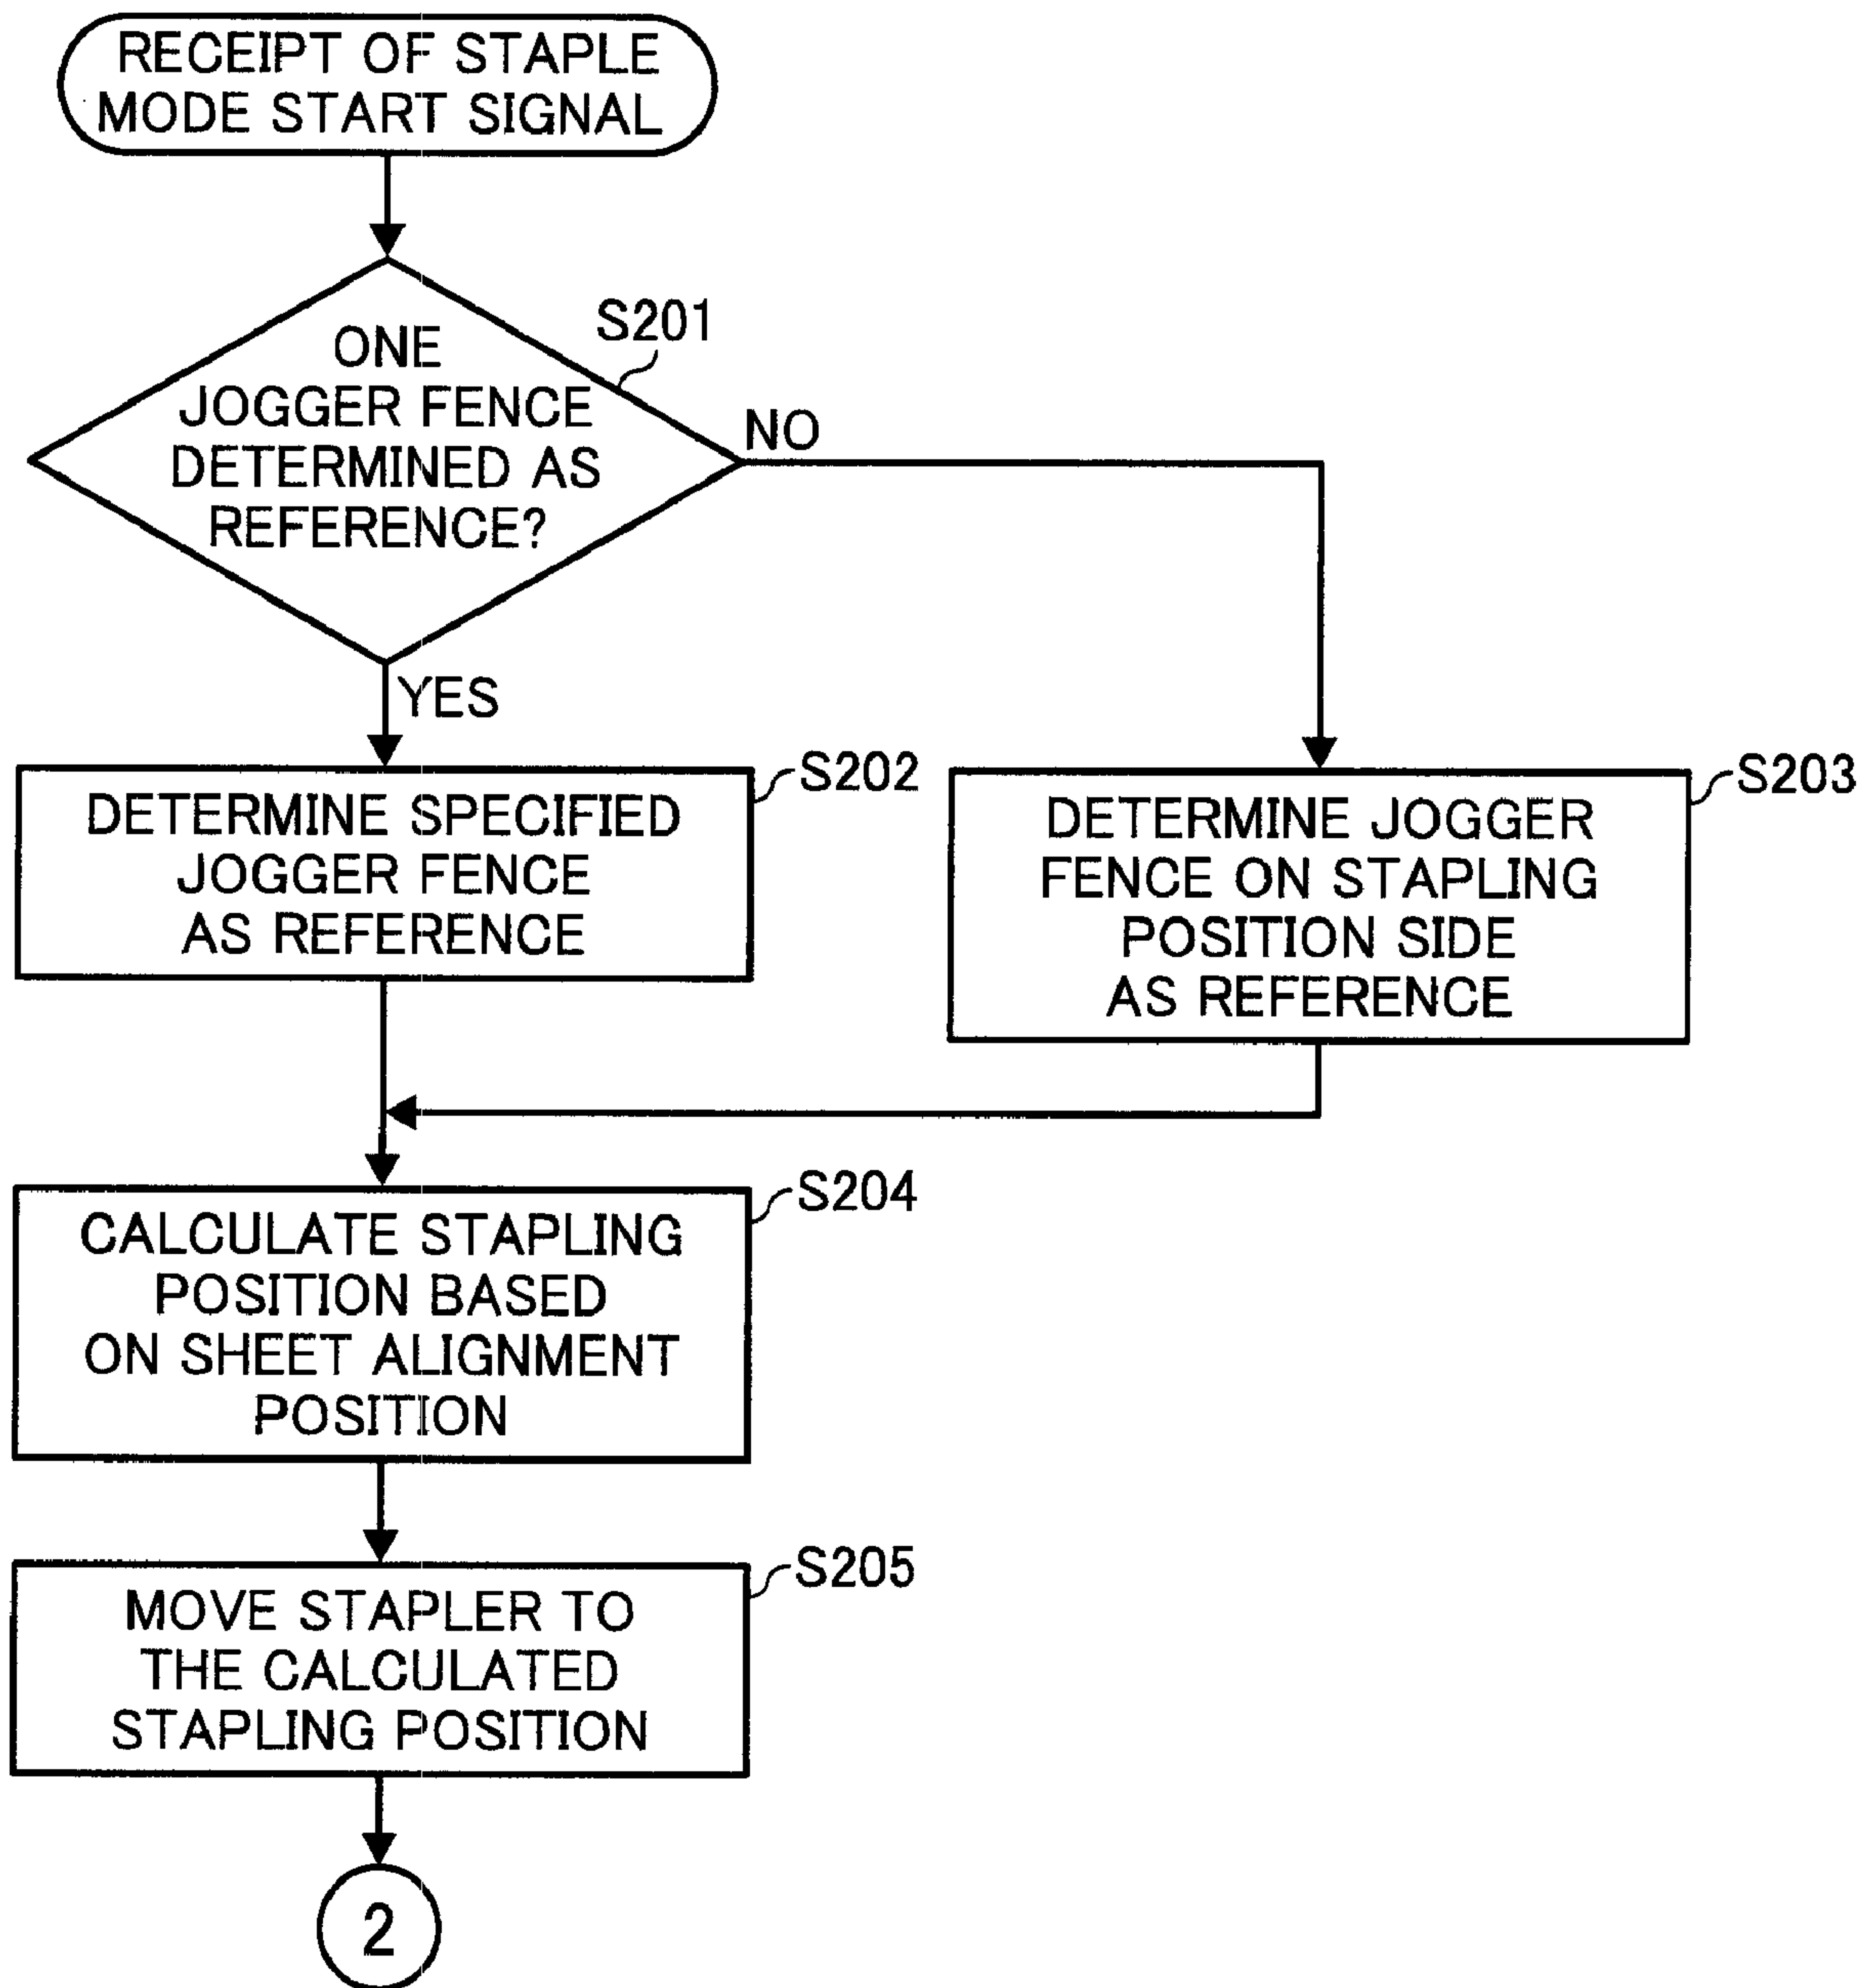 RECEIPT OF STAPLE
MODE START SIGNAL
S201
ONE
JOGGER FENCE
DETERMINED AS
REFERENCE?
NO
YES
S202
DETERMINE SPECIFIED
JOGGER FENCE
AS REFERENCE
S203
DETERMINE JOGGER
FENCE ON STAPLING
POSITION SIDE
AS REFERENCE
S204
CALCULATE STAPLING
POSITION BASED
ON SHEET ALIGNMENT
POSITION
S205
MOVE STAPLER TO
THE CALCULATED
STAPLING POSITION
2